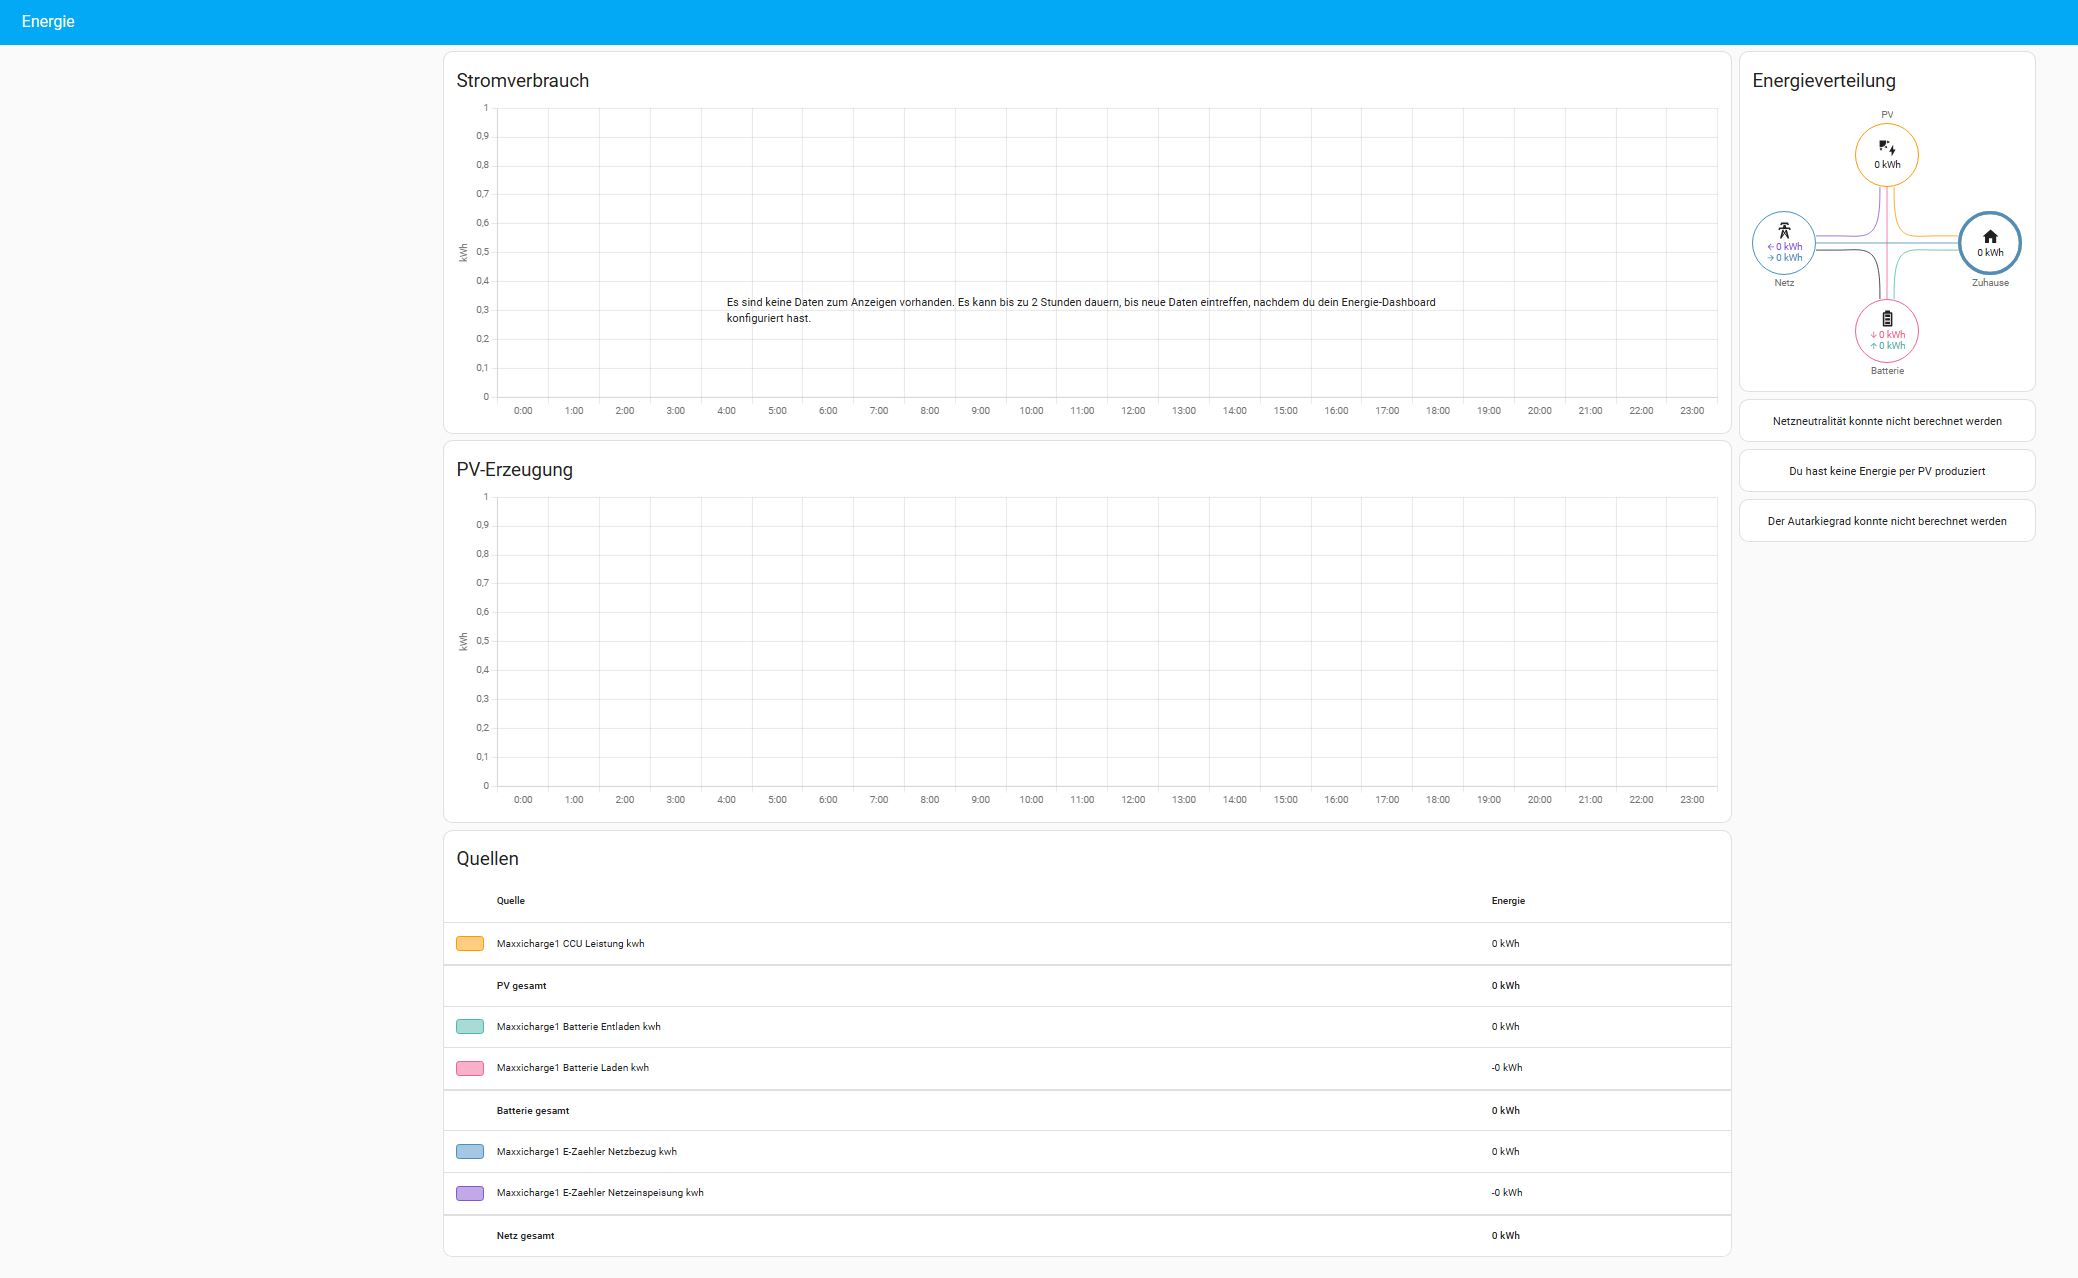 Energie
Stromverbrauch
kWh
1
0,9
0,8
0,7
0,6
0,5
0,4
0,3
0,2
0,1
0
Es sind keine Daten zum Anzeigen vorhanden. Es kann bis zu 2 Stunden dauern, bis neue Daten eintreffen, nachdem du dein Energie-Dashboard
konfiguriert hast.
0:00 1:00 2:00 3:00 4:00 5:00 6:00 7:00 8:00 9:00 10:00 11:00 12:00 13:00 14:00 15:00 16:00 17:00 18:00 19:00 20:00 21:00 22:00 23:00
PV-Erzeugung
kWh
1
0,9
0,8
0,7
0,6
0,5
0,4
0,3
0,2
0,1
0
0:00 1:00 2:00 3:00 4:00 5:00 6:00 7:00 8:00 9:00 10:00 11:00 12:00 13:00 14:00 15:00 16:00 17:00 18:00 19:00 20:00 21:00 22:00 23:00
Quellen
Quelle Energie
Maxxicharge1 CCU Leistung kwh 0 kWh
PV gesamt 0 kWh
Maxxicharge1 Batterie Entladen kwh 0 kWh
Maxxicharge1 Batterie Laden kwh -0 kWh
Batterie gesamt 0 kWh
Maxxicharge1 E-Zaehler Netzbezug kwh 0 kWh
Maxxicharge1 E-Zaehler Netzeinspeisung kwh -0 kWh
Netz gesamt 0 kWh
Energieverteilung
PV
0 kWh
← 0 kWh
→ 0 kWh
Netz
0 kWh
Zuhause
↓ 0 kWh
↑ 0 kWh
Batterie
Netzneutralität konnte nicht berechnet werden
Du hast keine Energie per PV produziert
Der Autarkiegrad konnte nicht berechnet werden